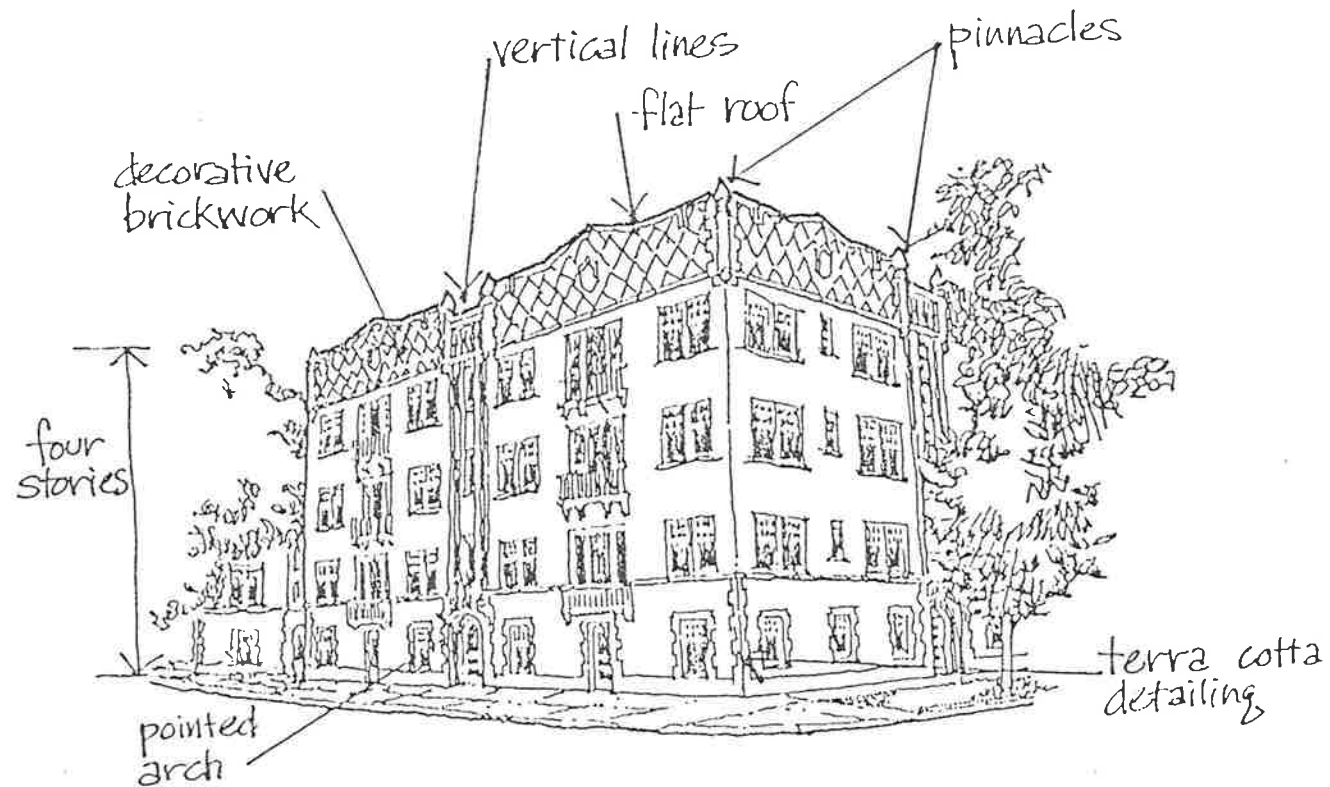 vertical lines
pinnacles
flat roof
decorative
brickwork
four
stories
terra cotta
detailing
pointed
arch